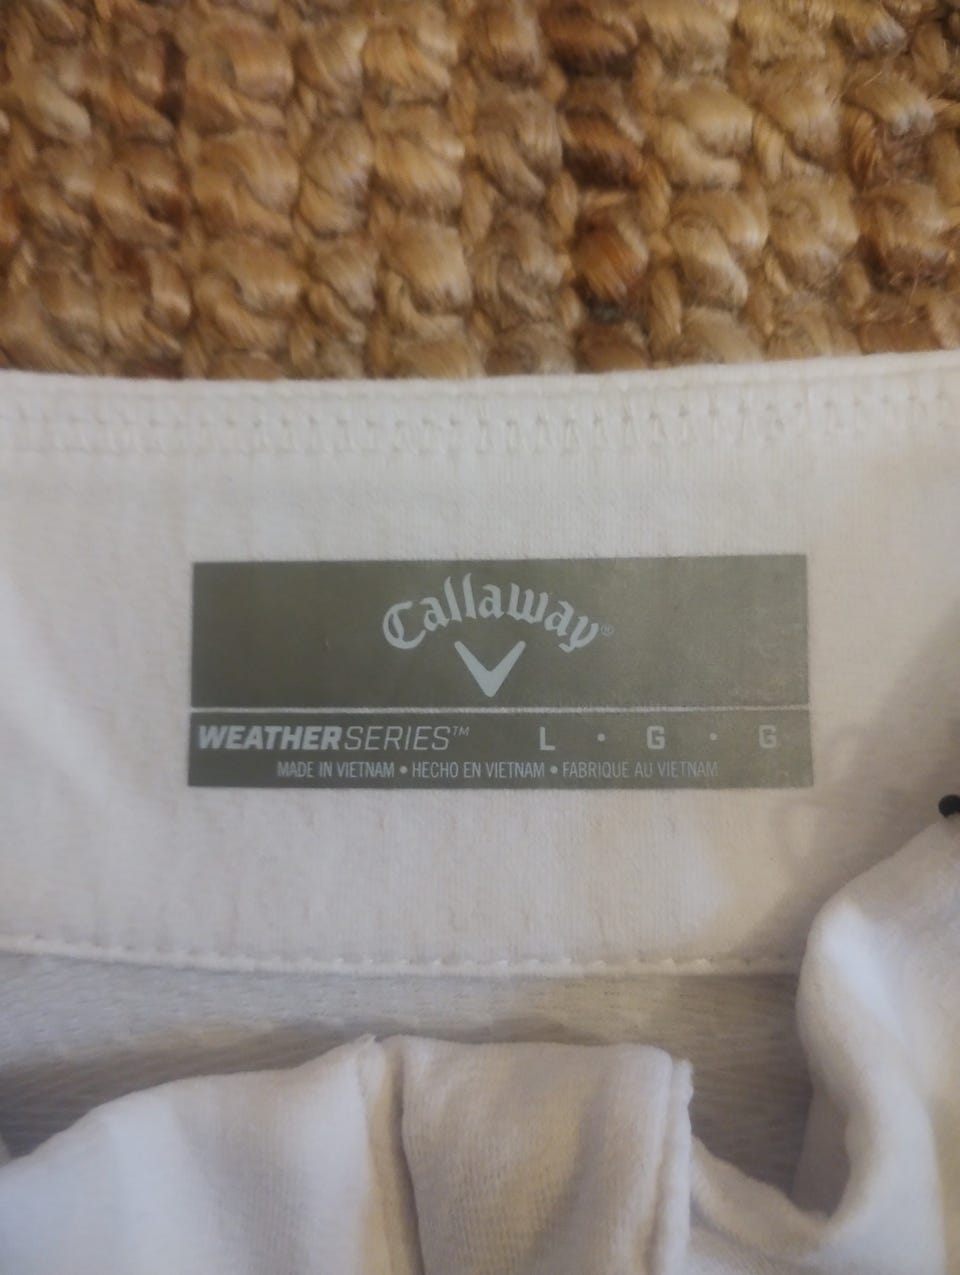 Callaway®
WEATHERSERIES™ L · G · G
MADE IN VIETNAM • HECHO EN VIETNAM • FABRIQUE AU VIETNAM